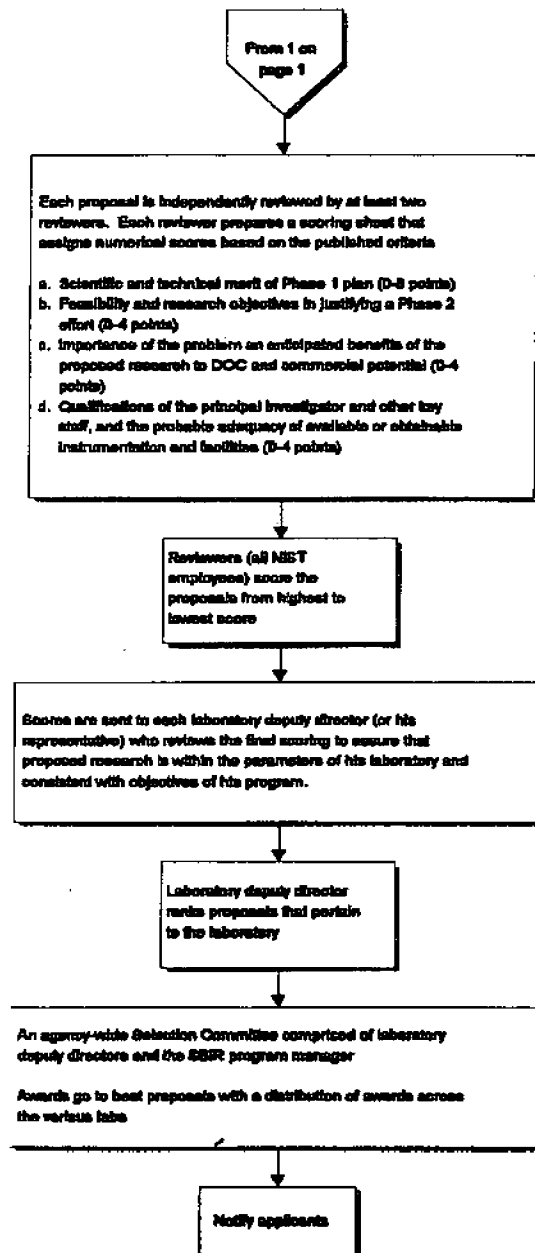 From 1 on
page 1
Each proposal is independently reviewed by at least two
reviewers. Each reviewer prepares a scoring sheet that
assigns numerical scores based on the published criteria
a. Scientific and technical merit of Phase 1 plan (0-8 points)
b. Feasibility and research objectives in justifying a Phase 2
effort (0-4 points)
c. Importance of the problem an anticipated benefits of the
proposed research to DOC and commercial potential (0-4
points)
d. Qualifications of the principal investigator and other key
staff, and the probable adequacy of available or obtainable
instrumentation and facilities (0-4 points)
Reviewers (all NIST
employees) score the
proposals from highest to
lowest score
Scores are sent to each laboratory deputy director (or his
representative) who reviews the final scoring to assure that
proposed research is within the parameters of his laboratory and
consistent with objectives of his program.
Laboratory deputy director
ranks proposals that pertain
to the laboratory
An agency-wide Selection Committee comprised of laboratory
deputy directors and the SBIR program manager
Awards go to best proposals with a distribution of awards across
the various labs
Notify applicants